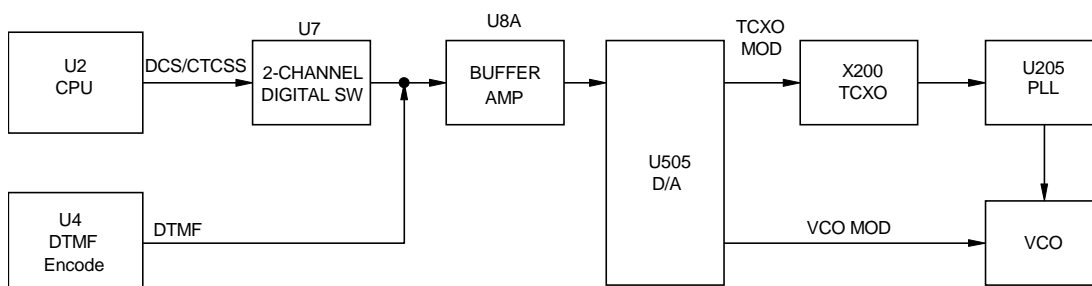 U7
U8A
TCXO
MOD
U2
CPU
DCS/CTCSS
2-CHANNEL
DIGITAL SW
BUFFER
AMP
X200
TCXO
U205
PLL
U505
D/A
U4
DTMF
Encode
DTMF
VCO MOD
VCO